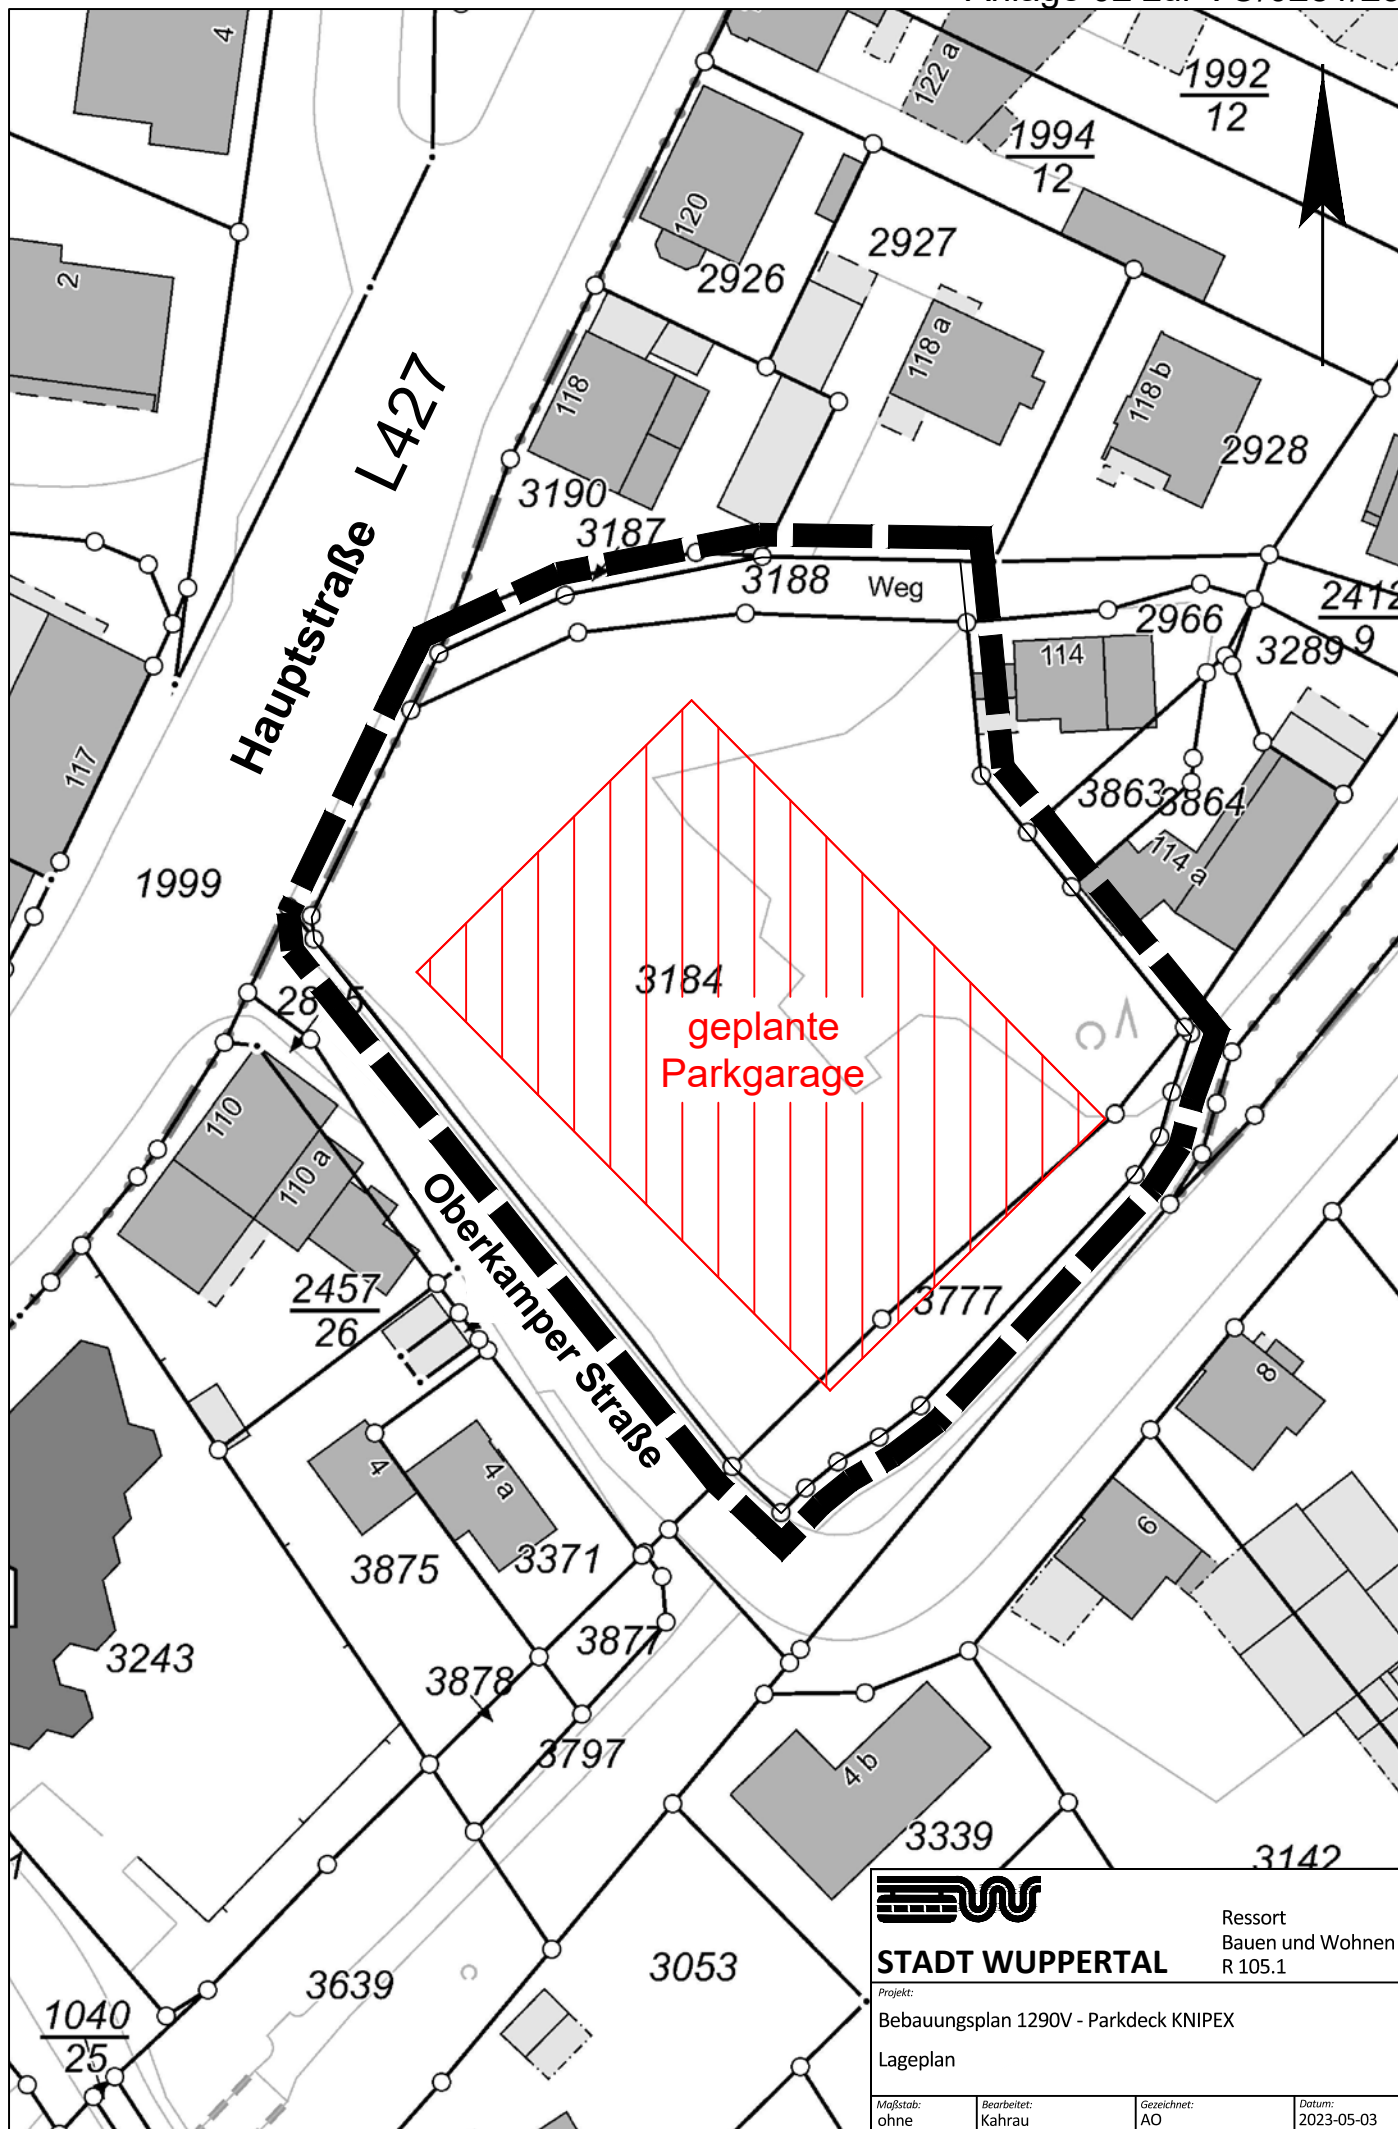 4
122 a
1992
12
1994
12
120
2926
2927
2
118
118 a
118 b
2928
Hauptstraße L427
3190
3187
3188
Weg
2966
2412
9
114
3289
117
3863
3864
114 a
1999
3184
geplante
Parkgarage
110
110 a
Oberkamper Straße
2457
26
3777
8
6
4
4 a
3875
3371
3243
3877
3878
3797
4 b
3339
3142
3639
3053
1040
25
STADT WUPPERTAL
Ressort
Bauen und Wohnen
R 105.1
Projekt:
Bebauungsplan 1290V - Parkdeck KNIPEX
Lageplan
Maßstab:
ohne
Bearbeitet:
Kahrau
Gezeichnet:
AO
Datum:
2023-05-03